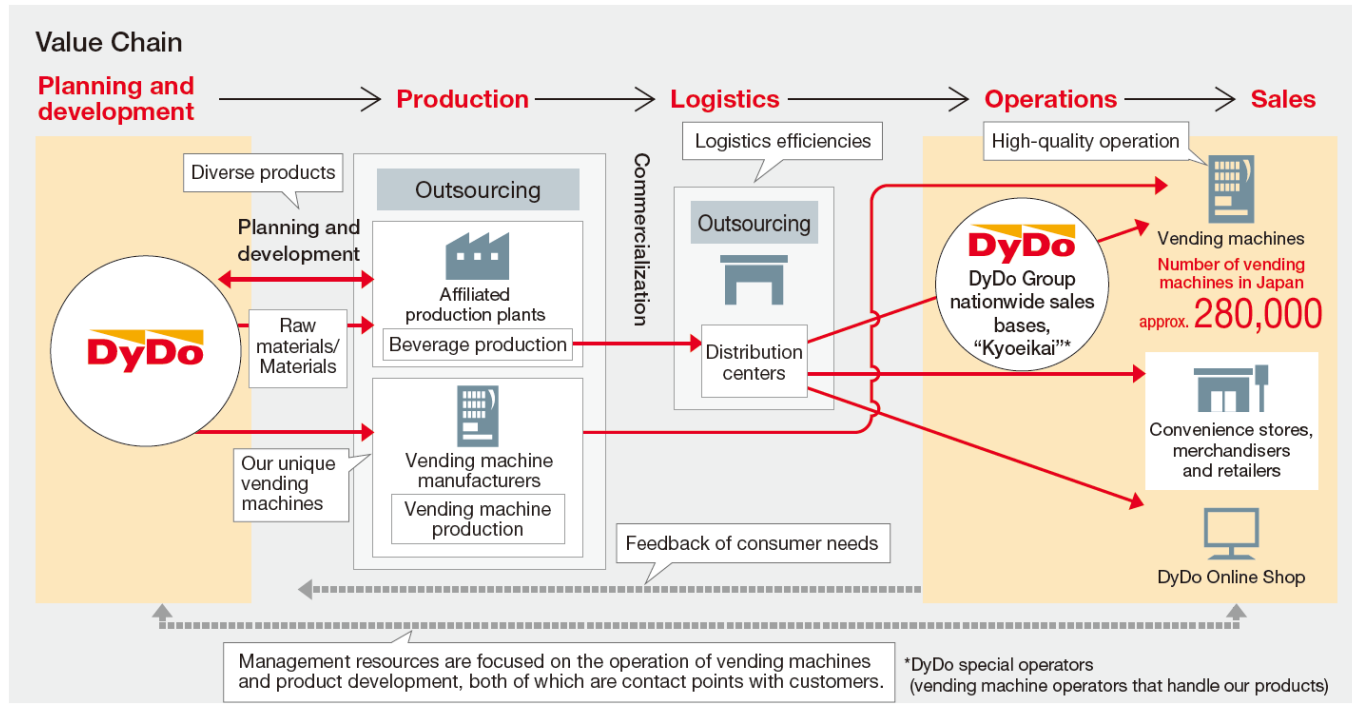 Value Chain
Planning and
development
Production
Logistics
Operations
Sales
Diverse products
Planning and
development
DyDo
Raw
materials/
Materials
Our unique
vending
machines
Outsourcing
Affiliated
production plants
Beverage production
Vending machine
manufacturers
Vending machine
production
Commercialization
Logistics efficiencies
Outsourcing
Distribution
centers
High-quality operation
DyDo
DyDo Group
nationwide sales
bases,
“Kyoeikai”*
Vending machines
Number of vending
machines in Japan
approx. 280,000
Convenience stores,
merchandisers
and retailers
DyDo Online Shop
Feedback of consumer needs
Management resources are focused on the operation of vending machines
and product development, both of which are contact points with customers.
*DyDo special operators
(vending machine operators that handle our products)